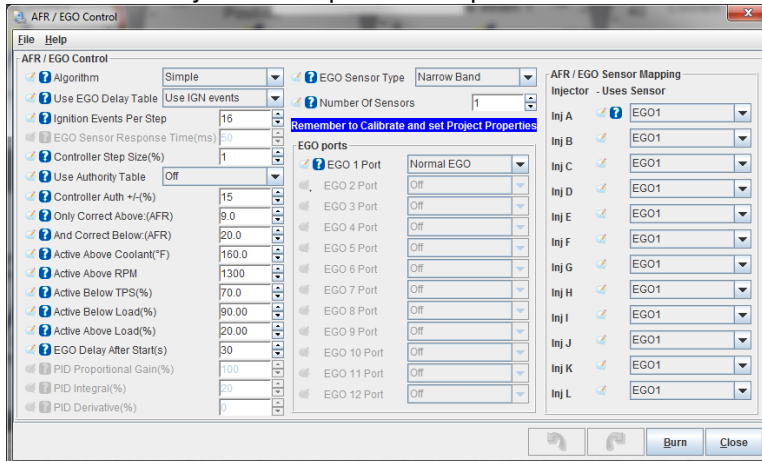 AFR / EGO Control
File Help
AFR / EGO Control
Algorithm Simple
Use EGO Delay Table Use IGN events
Ignition Events Per Step 16
EGO Sensor Response Time(ms) 50
Controller Step Size(%) 1
Use Authority Table Off
Controller Auth +/-(%) 15
Only Correct Above:(AFR) 9.0
And Correct Below:(AFR) 20.0
Active Above Coolant(°F) 160.0
Active Above RPM 1300
Active Below TPS(%) 70.0
Active Below Load(%) 90.00
Active Above Load(%) 20.00
EGO Delay After Start(s) 30
PID Proportional Gain(%) 100
PID Integral(%) 20
PID Derivative(%) 0
EGO Sensor Type Narrow Band
Number Of Sensors 1
Remember to Calibrate and set Project Properties
EGO ports
EGO 1 Port Normal EGO
EGO 2 Port Off
EGO 3 Port Off
EGO 4 Port Off
EGO 5 Port Off
EGO 6 Port Off
EGO 7 Port Off
EGO 8 Port Off
EGO 9 Port Off
EGO 10 Port Off
EGO 11 Port Off
EGO 12 Port Off
AFR / EGO Sensor Mapping
Injector - Uses Sensor
Inj A EGO1
Inj B EGO1
Inj C EGO1
Inj D EGO1
Inj E EGO1
Inj F EGO1
Inj G EGO1
Inj H EGO1
Inj I EGO1
Inj J EGO1
Inj K EGO1
Inj L EGO1
Burn Close